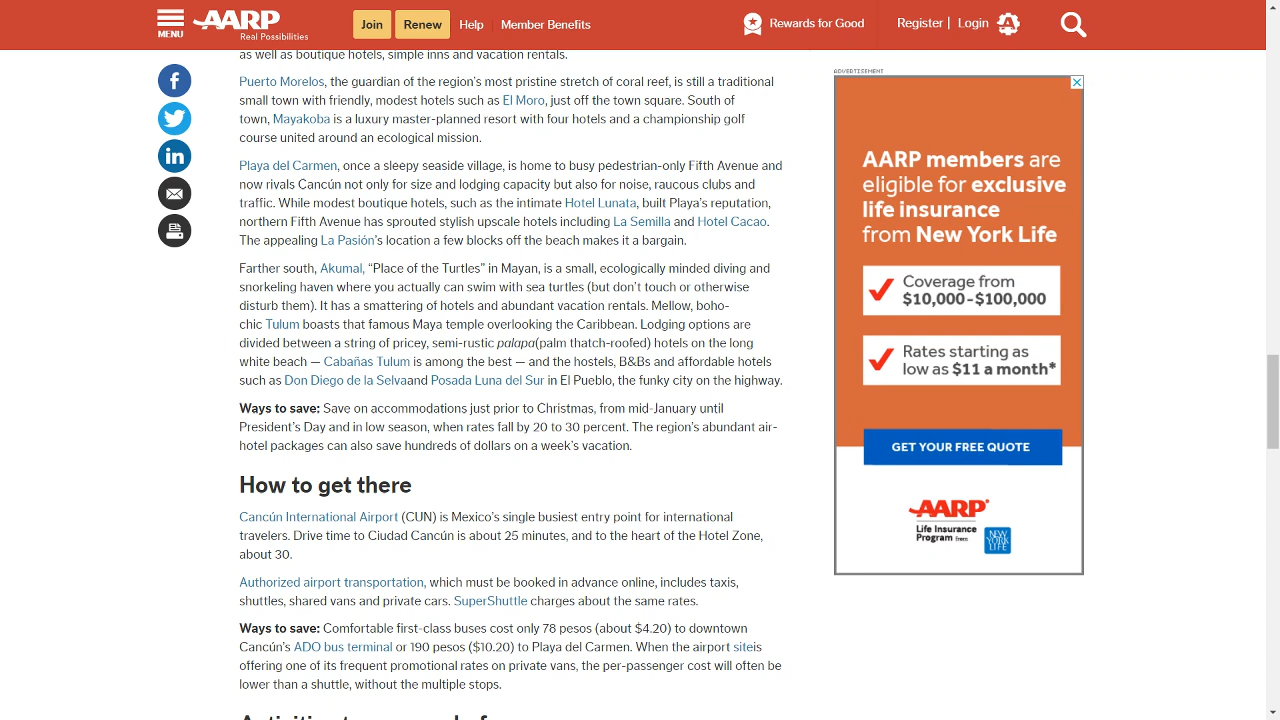 MENU
AARP
Real Possibilities
Join
Renew
Help
Member Benefits
Rewards for Good
Register |
Login
as well as boutique hotels, simple inns and vacation rentals.
Puerto Morelos, the guardian of the region's most pristine stretch of coral reef, is still a traditional
small town with friendly, modest hotels such as El Moro, just off the town square. South of
town, Mayakoba is a luxury master-planned resort with four hotels and a championship golf
course united around an ecological mission.
Playa del Carmen, once a sleepy seaside village, is home to busy pedestrian-only Fifth Avenue and
now rivals Cancún not only for size and lodging capacity but also for noise, raucous clubs and
traffic. While modest boutique hotels, such as the intimate Hotel Lunata, built Playa's reputation,
northern Fifth Avenue has sprouted stylish upscale hotels including La Semilla and Hotel Cacao.
The appealing La Pasión's location a few blocks off the beach makes it a bargain.
Farther south, Akumal, “Place of the Turtles” in Mayan, is a small, ecologically minded diving and
snorkeling haven where you actually can swim with sea turtles (but don't touch or otherwise
disturb them). It has a smattering of hotels and abundant vacation rentals. Mellow, boho-
chic Tulum boasts that famous Maya temple overlooking the Caribbean. Lodging options are
divided between a string of pricey, semi-rustic palapa(palm thatch-roofed) hotels on the long
white beach — Cabañas Tulum is among the best — and the hostels, B&Bs and affordable hotels
such as Don Diego de la Selvaand Posada Luna del Sur in El Pueblo, the funky city on the highway.
Ways to save: Save on accommodations just prior to Christmas, from mid-January until
President's Day and in low season, when rates fall by 20 to 30 percent. The region's abundant air-
hotel packages can also save hundreds of dollars on a week's vacation.
How to get there
Cancún International Airport (CUN) is Mexico's single busiest entry point for international
travelers. Drive time to Ciudad Cancún is about 25 minutes, and to the heart of the Hotel Zone,
about 30.
Authorized airport transportation, which must be booked in advance online, includes taxis,
shuttles, shared vans and private cars. SuperShuttle charges about the same rates.
Ways to save: Comfortable first-class buses cost only 78 pesos (about $4.20) to downtown
Cancún's ADO bus terminal or 190 pesos ($10.20) to Playa del Carmen. When the airport siteis
offering one of its frequent promotional rates on private vans, the per-passenger cost will often be
lower than a shuttle, without the multiple stops.
ADVERTISEMENT
AARP members are
eligible for exclusive
life insurance
from New York Life
Coverage from
$10,000-$100,000
Rates starting as
low as $11 a month*
GET YOUR FREE QUOTE
AARP
Life Insurance
Program from
NEW
YORK
LIFE